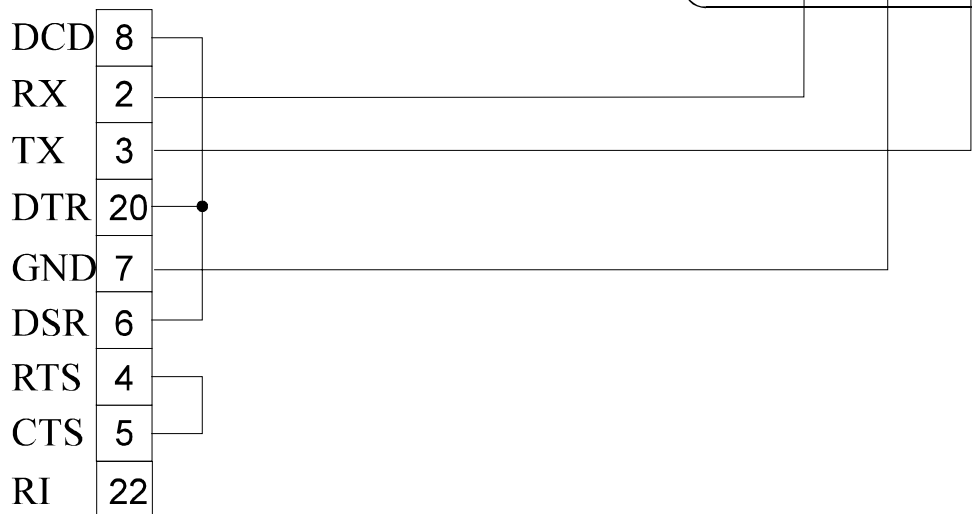 DCD 8
RX 2
TX 3
DTR 20
GND 7
DSR 6
RTS 4
CTS 5
RI 22